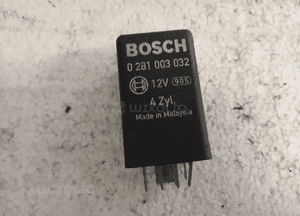 BOSCH
0 281 003 032
12V 905
4 Zyl.
Made in Malaysia